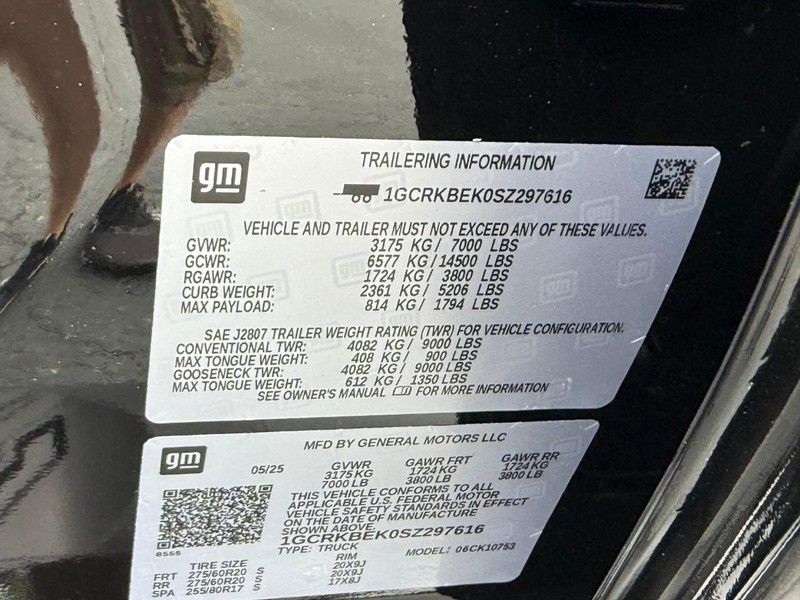 gm
TRAILERING INFORMATION
1GCRKBEK0SZ297616
VEHICLE AND TRAILER MUST NOT EXCEED ANY OF THESE VALUES.
GVWR: 3175 KG / 7000 LBS
GCWR: 6577 KG / 14500 LBS
RGAWR: 1724 KG / 3800 LBS
CURB WEIGHT: 2361 KG / 5206 LBS
MAX PAYLOAD: 814 KG / 1794 LBS
SAE J2807 TRAILER WEIGHT RATING (TWR) FOR VEHICLE CONFIGURATION.
CONVENTIONAL TWR: 4082 KG / 9000 LBS
MAX TONGUE WEIGHT: 408 KG / 900 LBS
GOOSENECK TWR: 4082 KG / 9000 LBS
MAX TONGUE WEIGHT: 612 KG / 1350 LBS
SEE OWNER'S MANUAL FOR MORE INFORMATION
gm
MFD BY GENERAL MOTORS LLC
05/25 GVWR GAWR FRT GAWR RR
3175 KG 1724 KG 1724 KG
7000 LB 3800 LB 3800 LB
THIS VEHICLE CONFORMS TO ALL
APPLICABLE U.S. FEDERAL MOTOR
VEHICLE SAFETY STANDARDS IN EFFECT
ON THE DATE OF MANUFACTURE
SHOWN ABOVE.
1GCRKBEK0SZ297616
TYPE: TRUCK MODEL: 06CK10753
TIRE SIZE RIM
FRT 275/60R20 S 20X9J
RR 275/60R20 S 20X9J
SPA 255/80R17 S 17X8J